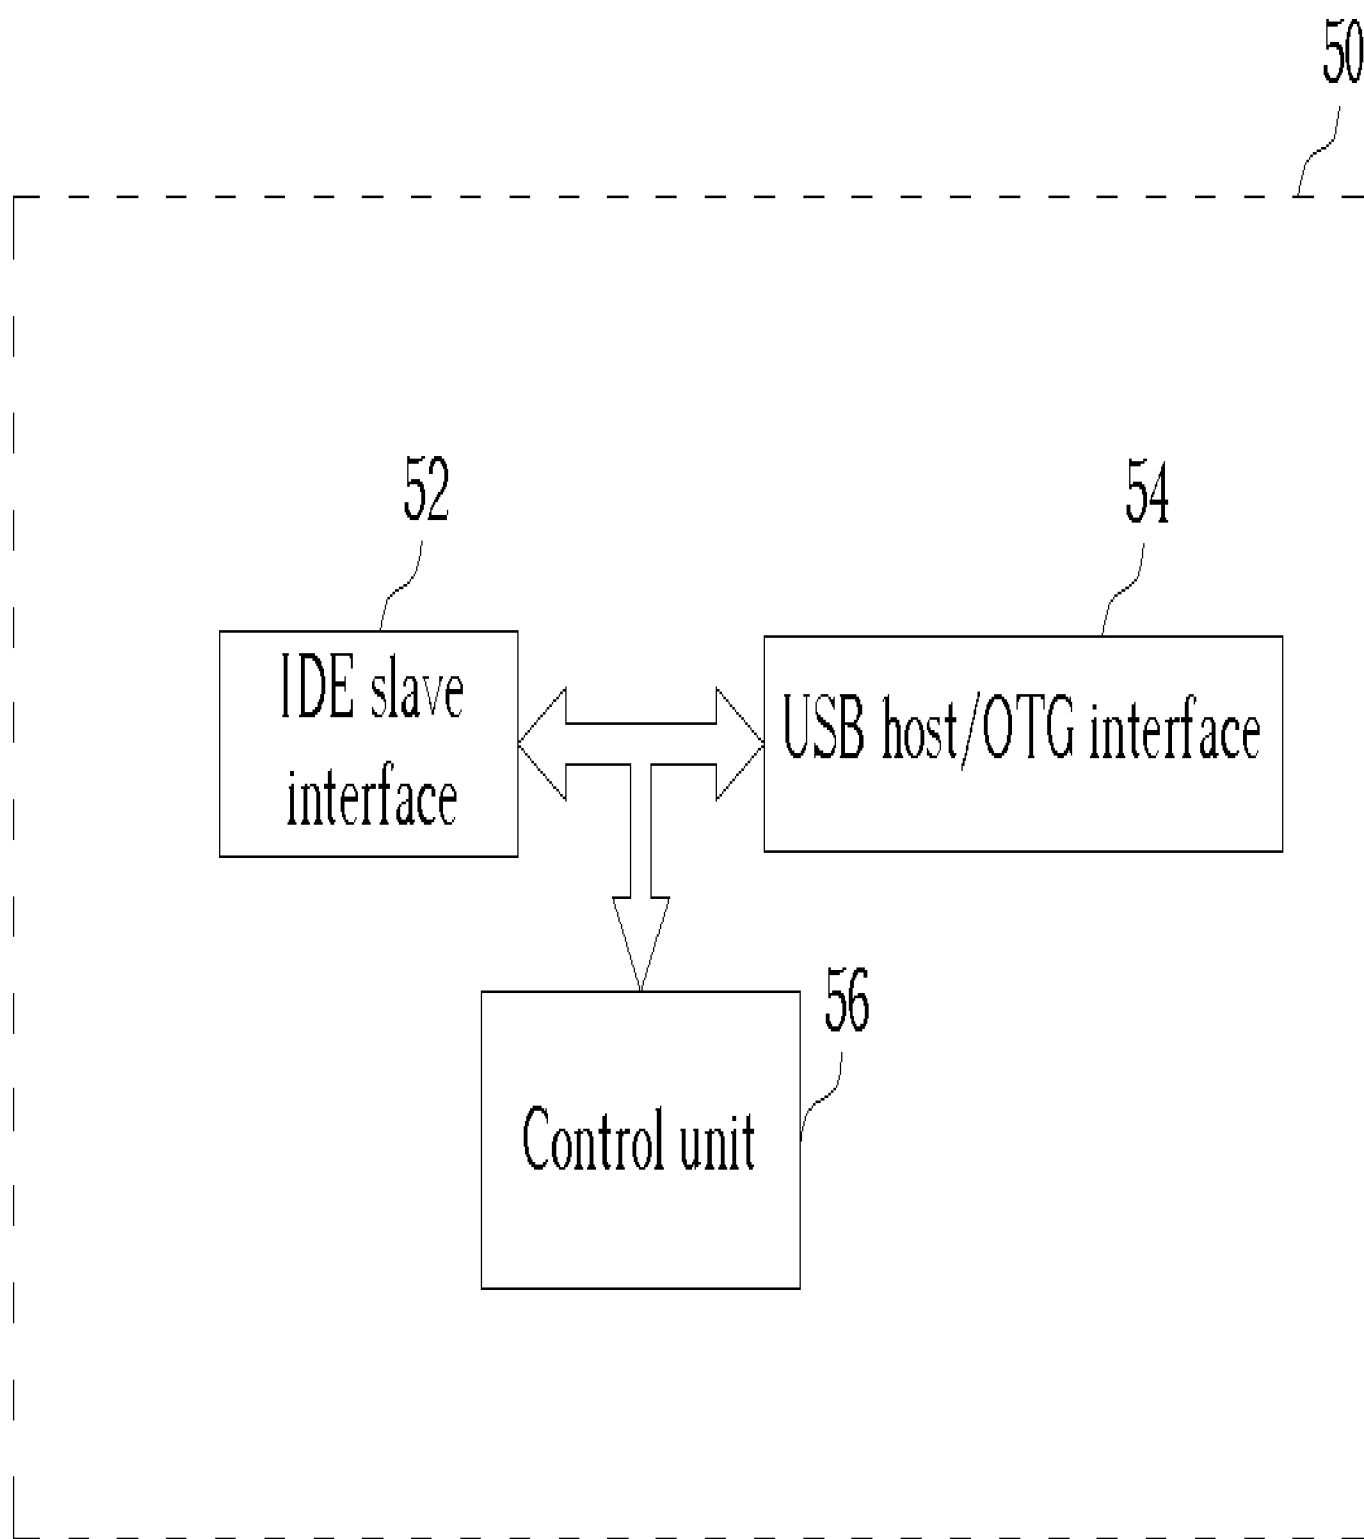 50
52
54
IDE slave
interface
USB host/OTG interface
56
Control unit